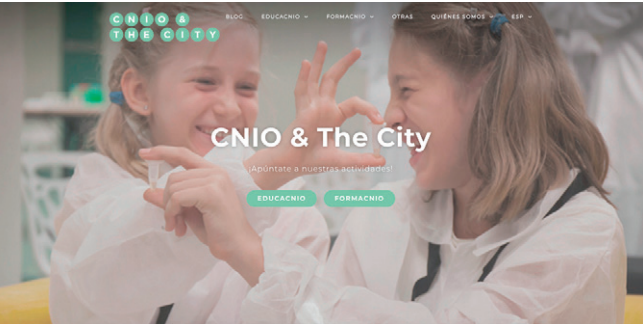 CNIO &
THE CITY
BLOG EDUCACNIO FORMACNIO OTRAS QUIÉNES SOMOS ESP
CNIO & The City
¡Apúntate a nuestras actividades!
EDUCACNIO FORMACNIO